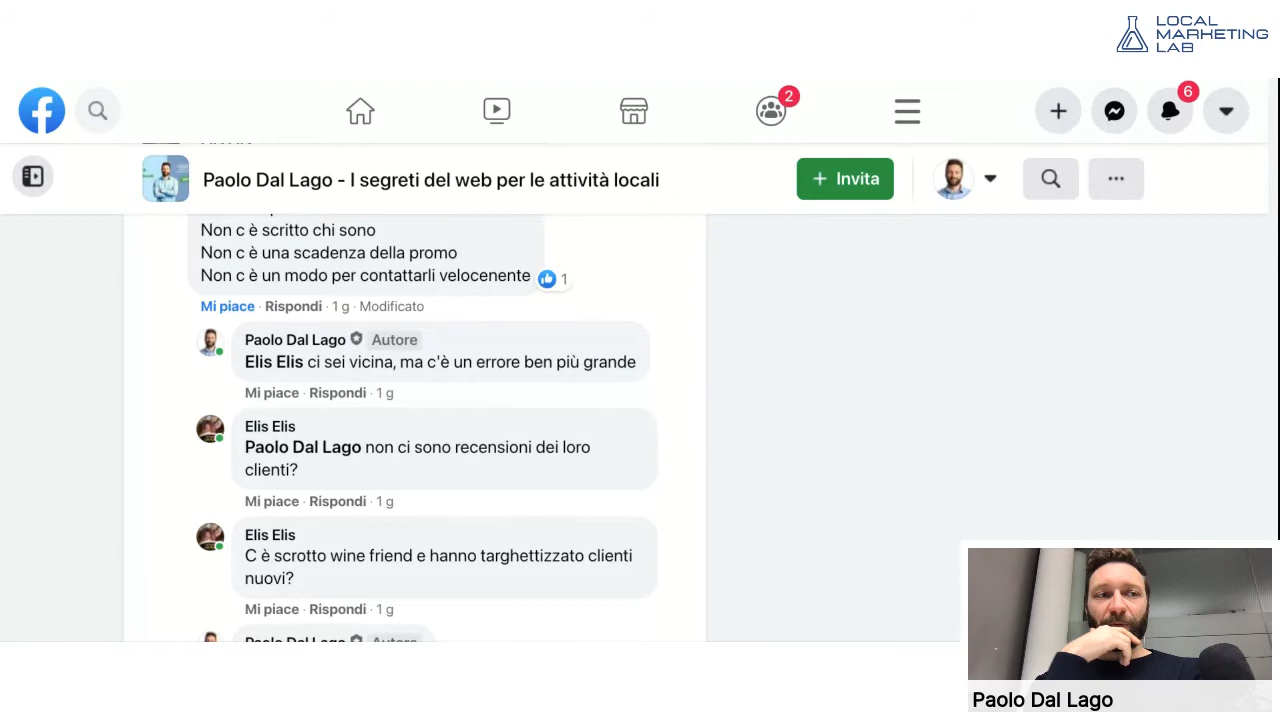 LOCAL
MARKETING
LAB
2
6
Paolo Dal Lago - I segreti del web per le attività locali
+ Invita
Non c è scritto chi sono
Non c è una scadenza della promo
Non c è un modo per contattarli velocenente
1
Mi piace · Rispondi · 1 g · Modificato
Paolo Dal Lago Autore
Elis Elis ci sei vicina, ma c'è un errore ben più grande
Mi piace · Rispondi · 1 g
Elis Elis
Paolo Dal Lago non ci sono recensioni dei loro
clienti?
Mi piace · Rispondi · 1 g
Elis Elis
C è scrotto wine friend e hanno targhettizzato clienti
nuovi?
Mi piace · Rispondi · 1 g
Paolo Dal Lago Autore
Paolo Dal Lago